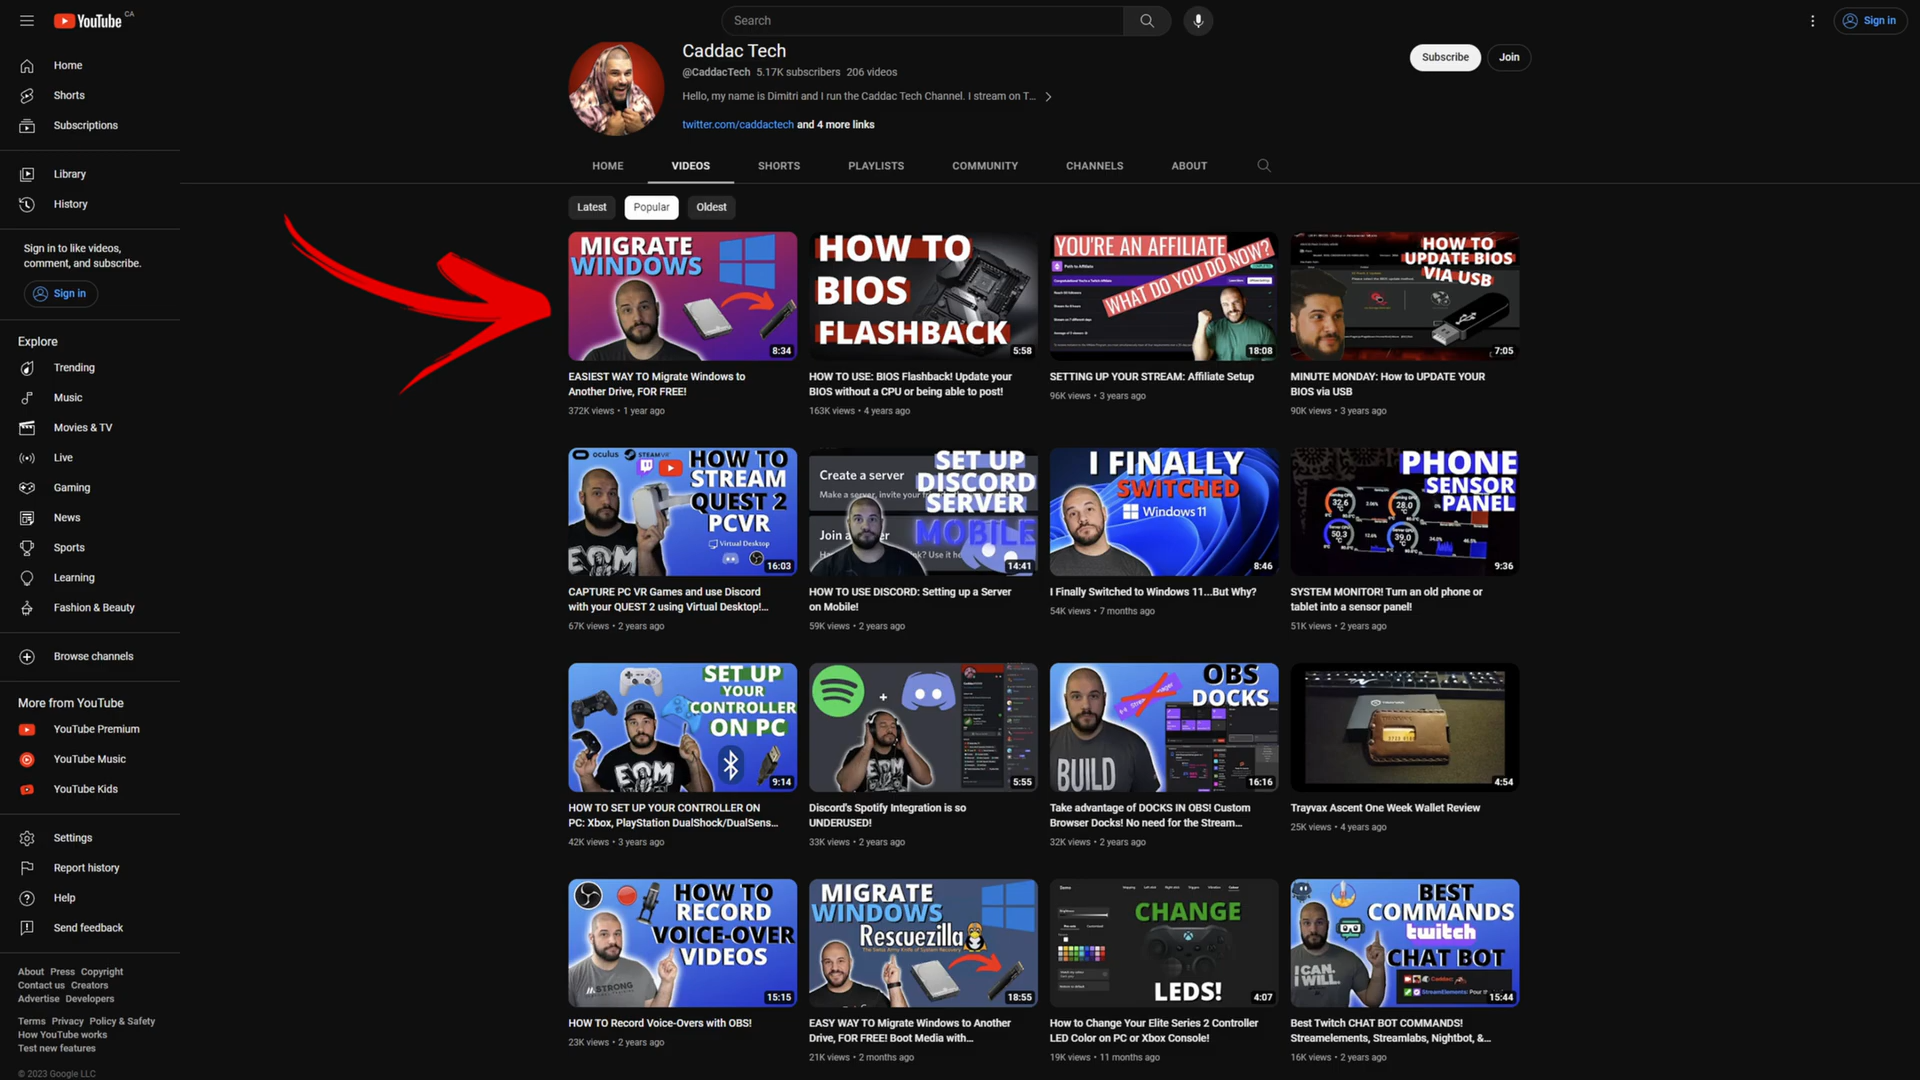 YouTube CA
Search
Sign in
Home
Shorts
Subscriptions
Library
History
Sign in to like videos,
comment, and subscribe.
Sign in
Explore
Trending
Music
Movies & TV
Live
Gaming
News
Sports
Learning
Fashion & Beauty
Browse channels
More from YouTube
YouTube Premium
YouTube Music
YouTube Kids
Settings
Report history
Help
Send feedback
About Press Copyright
Contact us Creators
Advertise Developers
Terms Privacy Policy & Safety
How YouTube works
Test new features
© 2023 Google LLC
Caddac Tech
@CaddacTech 5.17K subscribers 206 videos
Hello, my name is Dimitri and I run the Caddac Tech Channel. I stream on T...
twitter.com/caddactech and 4 more links
Subscribe
Join
HOME VIDEOS SHORTS PLAYLISTS COMMUNITY CHANNELS ABOUT
Latest Popular Oldest
MIGRATE
WINDOWS
8:34
EASIEST WAY TO Migrate Windows to
Another Drive, FOR FREE!
372K views • 1 year ago
HOW TO
BIOS
FLASHBACK
5:58
HOW TO USE: BIOS Flashback! Update your
BIOS without a CPU or being able to post!
163K views • 4 years ago
YOU'RE AN AFFILIATE
WHAT DO YOU DO NOW?
Path to Affiliate
18:08
SETTING UP YOUR STREAM: Affiliate Setup
96K views • 3 years ago
HOW TO
UPDATE BIOS
VIA USB
7:05
MINUTE MONDAY: How to UPDATE YOUR
BIOS via USB
90K views • 3 years ago
oculus STEAMVR
HOW TO
STREAM
QUEST 2
PCVR
Virtual Desktop
EQM
16:03
CAPTURE PC VR Games and use Discord
with your QUEST 2 using Virtual Desktop!...
67K views • 2 years ago
Create a server
SET UP
DISCORD
SERVER
MOBILE
14:41
HOW TO USE DISCORD: Setting up a Server
on Mobile!
59K views • 2 years ago
I FINALLY
SWITCHED
Windows 11
8:46
I Finally Switched to Windows 11...But Why?
54K views • 7 months ago
PHONE
SENSOR
PANEL
32.6
28.0
50.3
39.0
9:36
SYSTEM MONITOR! Turn an old phone or
tablet into a sensor panel!
51K views • 2 years ago
SET UP
YOUR
CONTROLLER
ON PC
EQM
9:14
HOW TO SET UP YOUR CONTROLLER ON
PC: Xbox, PlayStation DualShock/DualSens...
42K views • 3 years ago
+
5:55
Discord's Spotify Integration is so
UNDERUSED!
33K views • 2 years ago
OBS
DOCKS
BUILD
16:16
Take advantage of DOCKS IN OBS! Custom
Browser Docks! No need for the Stream...
32K views • 2 years ago
4:54
Trayvax Ascent One Week Wallet Review
25K views • 4 years ago
HOW TO
RECORD
VOICE-OVER
VIDEOS
15:15
HOW TO Record Voice-Overs with OBS!
23K views • 2 years ago
MIGRATE
WINDOWS
Rescuezilla
18:55
EASY WAY TO Migrate Windows to Another
Drive, FOR FREE! Boot Media with...
21K views • 2 months ago
CHANGE
LEDS!
4:07
How to Change Your Elite Series 2 Controller
LED Color on PC or Xbox Console!
19K views • 11 months ago
BEST
COMMANDS
twitch
CHAT BOT
I CAN.
I WILL.
15:44
Best Twitch CHAT BOT COMMANDS!
Streamelements, Streamlabs, Nightbot, &...
16K views • 2 years ago